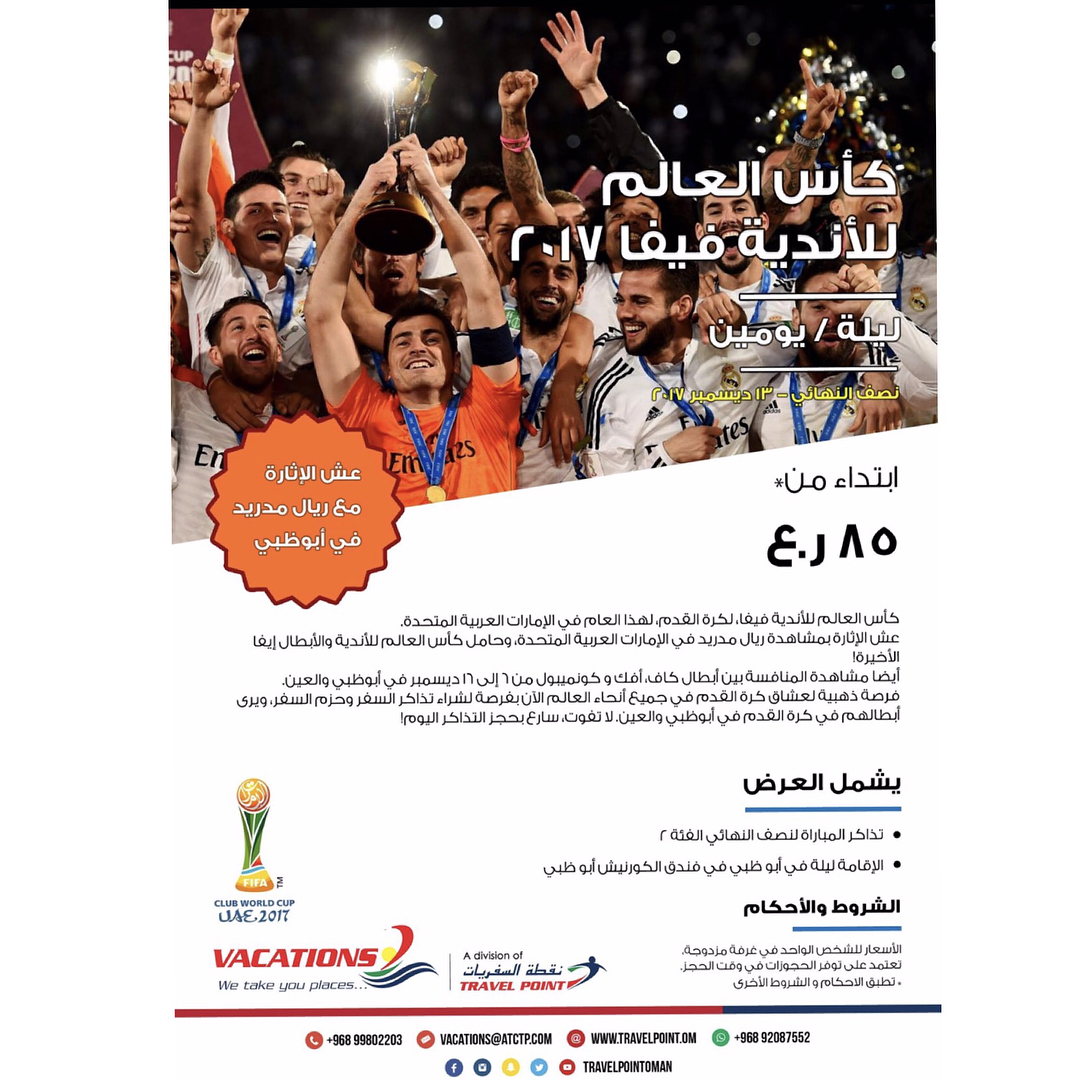 كأس العالم
للأندية فيفا ٢٠١٧
ليلة / يومين
نصف النهائي - ١٣ ديسمبر ٢٠١٧
عش الإثارة
مع ريال مدريد
في أبوظبي
ابتداء من*
٨٥ ر.ع
كأس العالم للأندية فيفا، لكرة القدم، لهذا العام في الإمارات العربية المتحدة.
عش الإثارة بمشاهدة ريال مدريد في الإمارات العربية المتحدة، وحامل كأس العالم للأندية والأبطال إيفا
الأخيرة!
أيضا مشاهدة المنافسة بين أبطال كاف، أفك و كونميبول من ٦ إلى ١٦ ديسمبر في أبوظبي والعين.
فرصة ذهبية لعشاق كرة القدم في جميع أنحاء العالم الآن بفرصة لشراء تذاكر السفر وحزم السفر، ويرى
أبطالهم في كرة القدم في أبوظبي والعين. لا تفوت، سارع بحجز التذاكر اليوم!
يشمل العرض
• تذاكر المباراة لنصف النهائي الفئة ٢
• الإقامة ليلة في أبو ظبي في فندق الكورنيش أبو ظبي
الشروط والأحكام
الأسعار للشخص الواحد في غرفة مزدوجة.
تعتمد على توفر الحجوزات في وقت الحجز.
* تطبق الاحكام و الشروط الأخرى
FIFA
TM
CLUB WORLD CUP
UAE 2017
VACATIONS
We take you places...
A division of
نقطة السفريات
TRAVEL POINT
+968 99802203 VACATIONS@ATCTP.COM WWW.TRAVELPOINT.OM +968 92087552
TRAVELPOINTOMAN